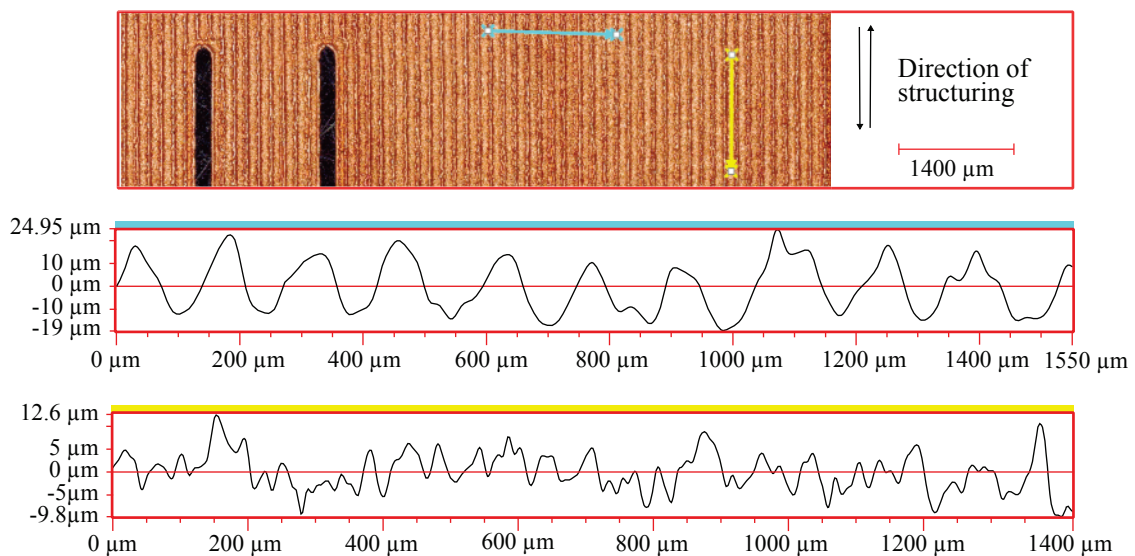 Direction of
structuring
1400 µm
24.95 µm
10 µm
0 µm
-10 µm
-19 µm
0 µm 200 µm 400 µm 600 µm 800 µm 1000 µm 1200 µm 1400 µm 1550 µm
12.6 µm
5 µm
0 µm
-5 µm
-9.8µm
0 µm 200 µm 400 µm 600 µm 800 µm 1000 µm 1200 µm 1400 µm